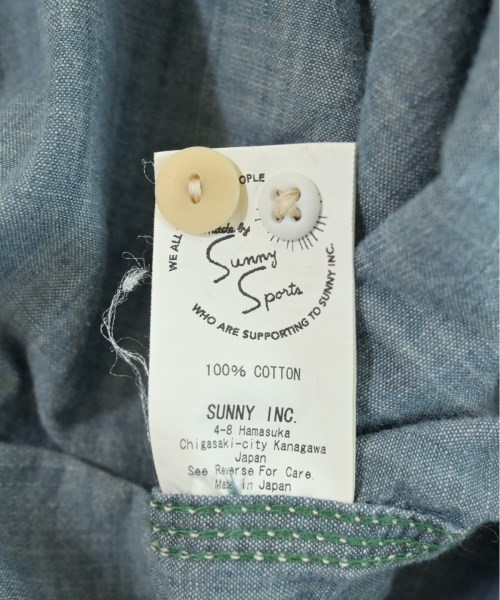 WE ALL OPLE
made by
Sunny
Sports
WHO ARE SUPPORTING TO SUNNY INC.
100% COTTON
SUNNY INC.
4-8 Hamasuka
Chigasaki-city Kanagawa
Japan
See Reverse For Care.
Made in Japan